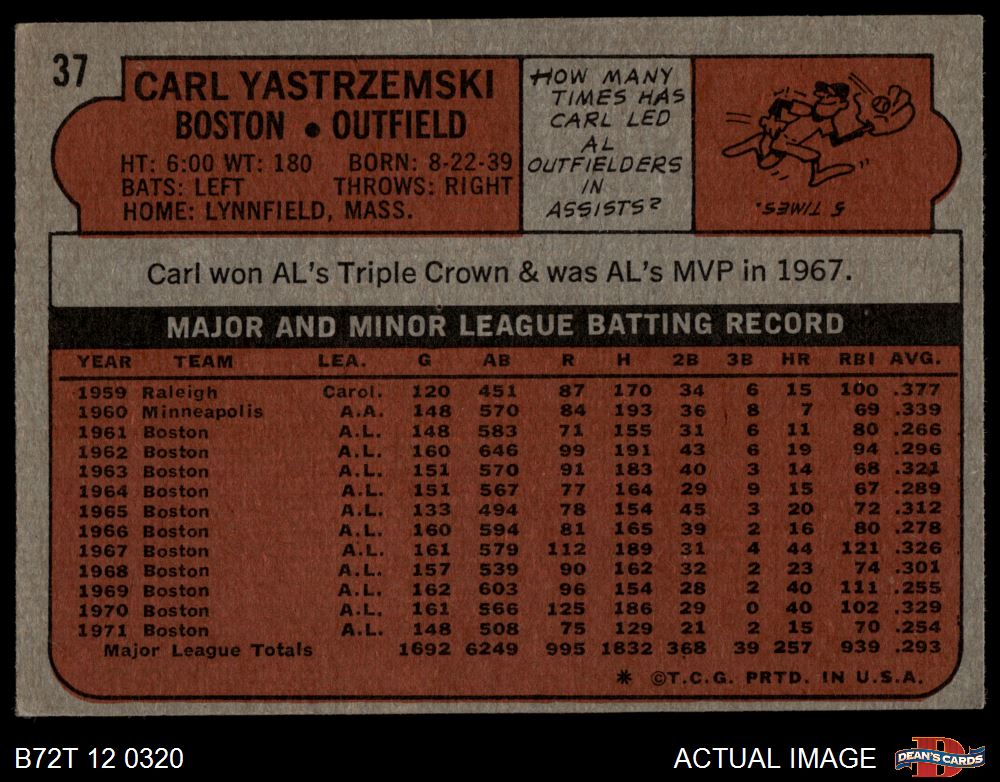 37
CARL YASTRZEMSKI
BOSTON • OUTFIELD
HT: 6:00 WT: 180 BORN: 8-22-39
BATS: LEFT THROWS: RIGHT
HOME: LYNNFIELD, MASS.
HOW MANY
TIMES HAS
CARL LED
AL
OUTFIELDERS
IN
ASSISTS?
5 TIMES.
Carl won AL's Triple Crown & was AL's MVP in 1967.
MAJOR AND MINOR LEAGUE BATTING RECORD
YEAR TEAM LEA. G AB R H 2B 3B HR RBI AVG.
1959 Raleigh Carol. 120 451 87 170 34 6 15 100 .377
1960 Minneapolis A.A. 148 570 84 193 36 8 7 69 .339
1961 Boston A.L. 148 583 71 155 31 6 11 80 .266
1962 Boston A.L. 160 646 99 191 43 6 19 94 .296
1963 Boston A.L. 151 570 91 183 40 3 14 68 .321
1964 Boston A.L. 151 567 77 164 29 9 15 67 .289
1965 Boston A.L. 133 494 78 154 45 3 20 72 .312
1966 Boston A.L. 160 594 81 165 39 2 16 80 .278
1967 Boston A.L. 161 579 112 189 31 4 44 121 .326
1968 Boston A.L. 157 539 90 162 32 2 23 74 .301
1969 Boston A.L. 162 603 96 154 28 2 40 111 .255
1970 Boston A.L. 161 566 125 186 29 0 40 102 .329
1971 Boston A.L. 148 508 75 129 21 2 15 70 .254
Major League Totals 1692 6249 995 1832 368 39 257 939 .293
* ©T.C.G. PRTD. IN U.S.A.
B72T 12 0320
ACTUAL IMAGE
D
DEAN'S CARDS